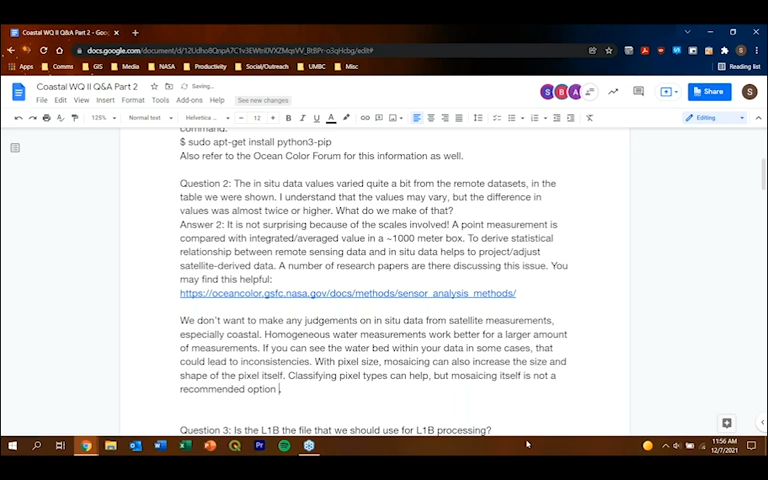 Coastal WQ II Q&A Part 2 - Goo
docs.google.com/document/d/
Apps Comms GIS Media NASA Productivity Social/Outreach UMBC Misc Reading list
Coastal WQ II Q&A Part 2 Saving...
File Edit View Insert Format Tools Add-ons Help See new changes
S B A Share S
125% Normal text Helvetica ... 12 B I U A Editing
command:
$ sudo apt-get install python3-pip
Also refer to the Ocean Color Forum for this information as well.
Question 2: The in situ data values varied quite a bit from the remote datasets, in the
table we were shown. I understand that the values may vary, but the difference in
values was almost twice or higher. What do we make of that?
Answer 2: It is not surprising because of the scales involved! A point measurement is
compared with integrated/averaged value in a ~1000 meter box. To derive statistical
relationship between remote sensing data and in situ data helps to project/adjust
satellite-derived data. A number of research papers are there discussing this issue. You
may find this helpful:
https://oceancolor.gsfc.nasa.gov/docs/methods/sensor_analysis_methods/
We don't want to make any judgements on in situ data from satellite measurements,
especially coastal. Homogeneous water measurements work better for a larger amount
of measurements. If you can see the water bed within your data in some cases, that
could lead to inconsistencies. With pixel size, mosaicing can also increase the size and
shape of the pixel itself. Classifying pixel types can help, but mosaicing itself is not a
recommended option .
Question 3: Is the L1B the file that we should use for L1B processing?
11:56 AM
12/7/2021